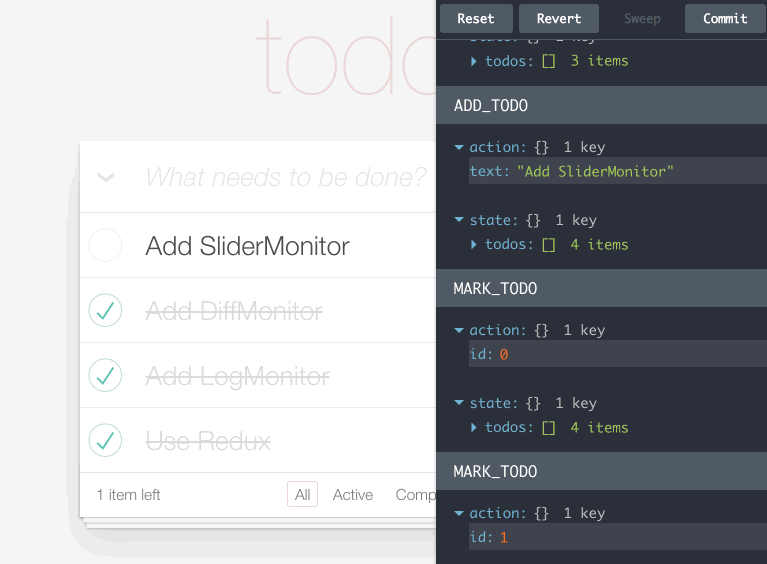 Reset Revert Sweep Commit
todo
state: {} 1 key
todos: [] 3 items
ADD_TODO
action: {} 1 key
text: "Add SliderMonitor"
state: {} 1 key
todos: [] 4 items
MARK_TODO
action: {} 1 key
id: 0
state: {} 1 key
todos: [] 4 items
MARK_TODO
action: {} 1 key
id: 1
What needs to be done?
Add SliderMonitor
Add DiffMonitor
Add LogMonitor
Use Redux
1 item left All Active Comp